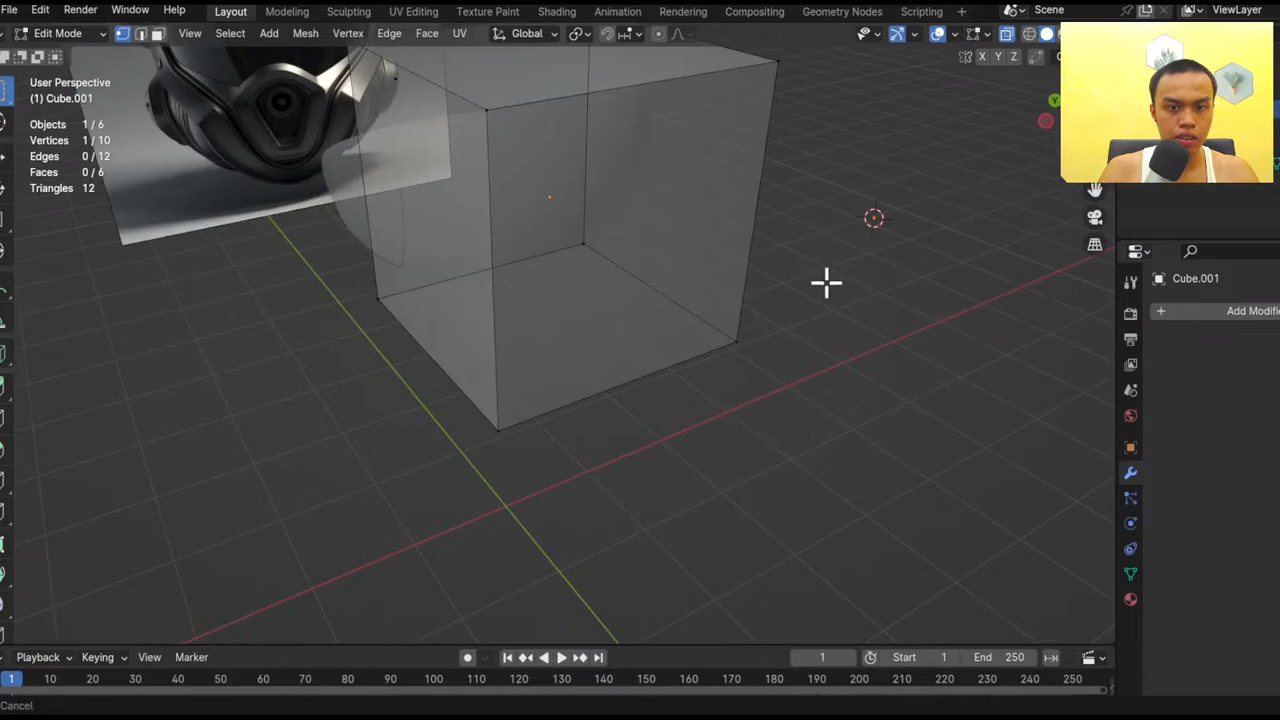 File Edit Render Window Help Layout Modeling Sculpting UV Editing Texture Paint Shading Animation Rendering Compositing Geometry Nodes Scripting + Scene ViewLayer
Edit Mode View Select Add Mesh Vertex Edge Face UV Global
X Y Z
User Perspective
(1) Cube.001
Objects 1/6
Vertices 1/10
Edges 0/12
Faces 0/6
Triangles 12
Cube.001
+ Add Modifi
Playback Keying View Marker 1 Start 1 End 250
1 10 20 30 40 50 60 70 80 90 100 110 120 130 140 150 160 170 180 190 200 210 220 230 240 250
Cancel